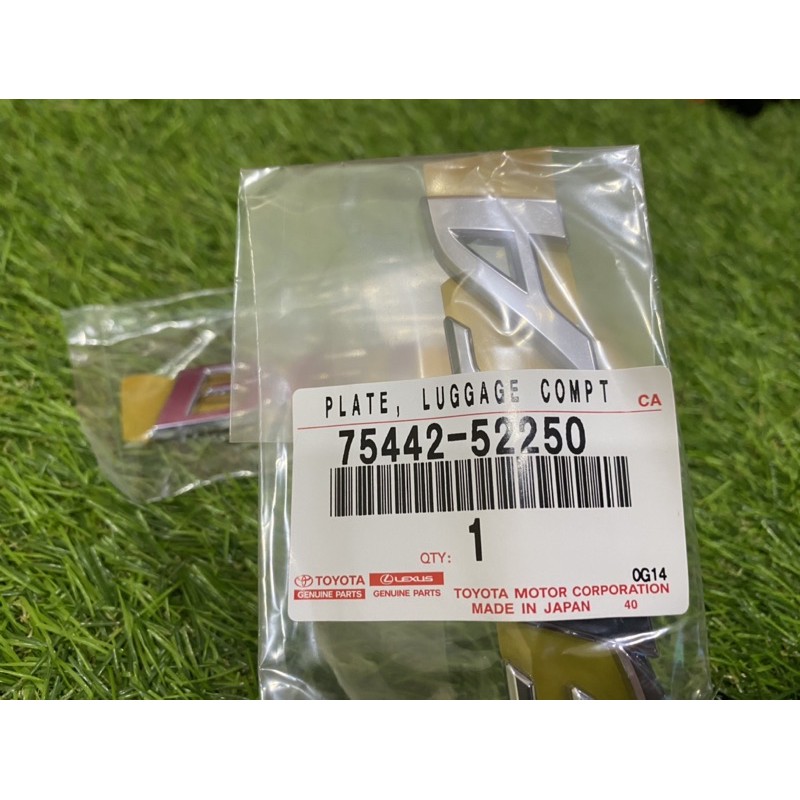 PLATE, LUGGAGE COMPT CA
75442-52250
QTY: 1
TOYOTA LEXUS 0G14
GENUINE PARTS GENUINE PARTS TOYOTA MOTOR CORPORATION
MADE IN JAPAN 40